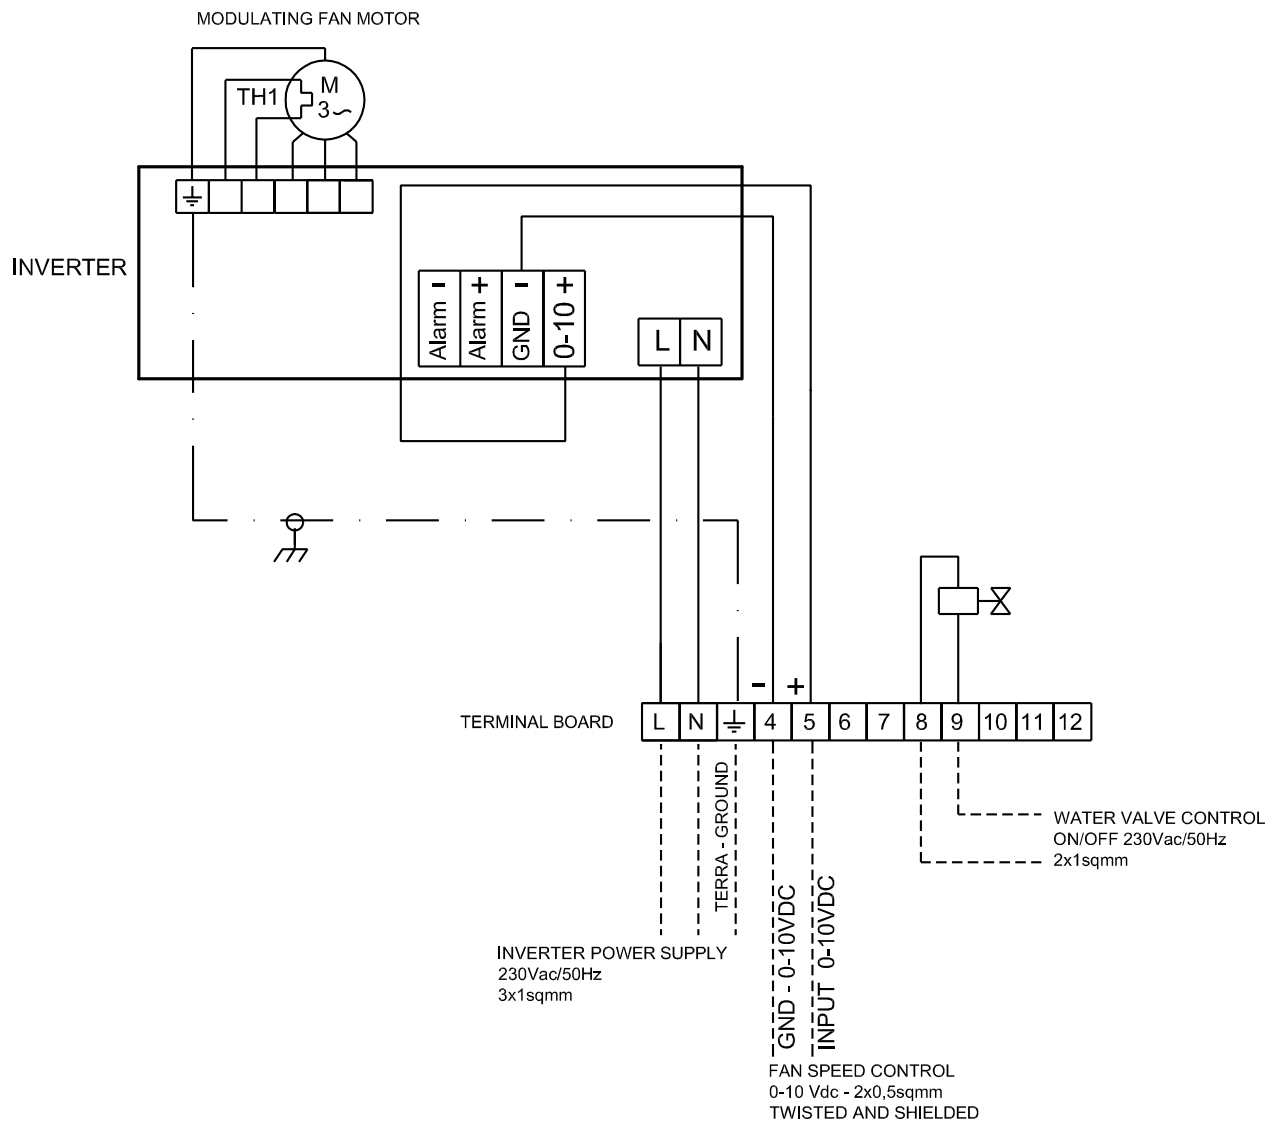 MODULATING FAN MOTOR
TH1
M
3~
INVERTER
Alarm -
Alarm +
GND -
0-10 +
L N
- +
TERMINAL BOARD
L N 4 5 6 7 8 9 10 11 12
TERRA - GROUND
WATER VALVE CONTROL
ON/OFF 230Vac/50Hz
2x1sqmm
GND - 0-10VDC
INPUT 0-10VDC
INVERTER POWER SUPPLY
230Vac/50Hz
3x1sqmm
FAN SPEED CONTROL
0-10 Vdc - 2x0,5sqmm
TWISTED AND SHIELDED